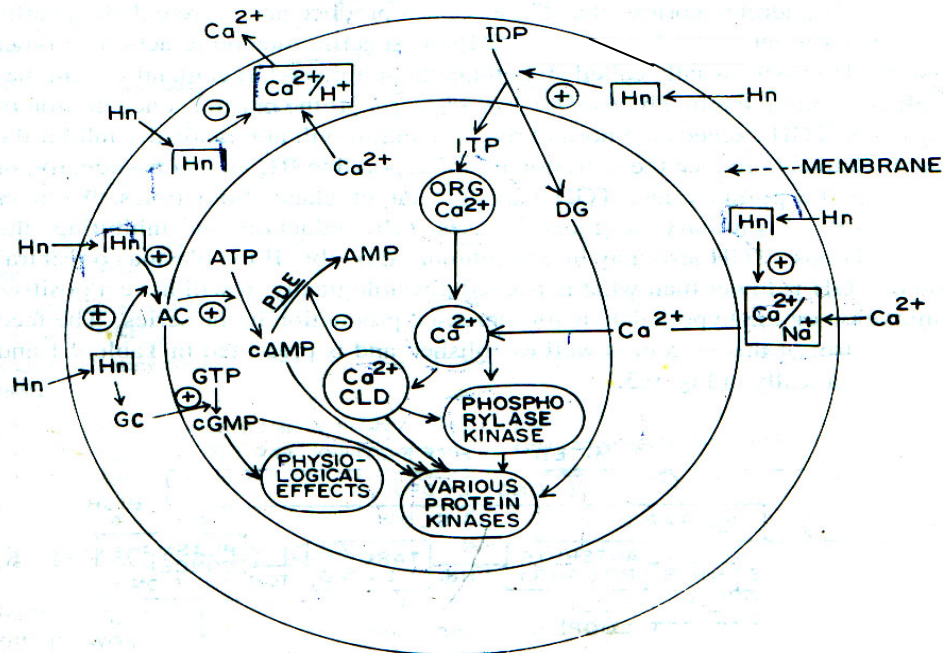 Ca2+
IDP
Ca2+/H+
⊖
Hn
Hn
⊕
Hn
Hn
Ca2+
ITP
MEMBRANE
ORG
Ca2+
DG
Hn
Hn
Hn
Hn
⊕
ATP
PDE
AMP
⊕
AC
⊕
⊖
Ca2+
Ca2+
Ca2+/
Na+
Ca2+
⊕
cAMP
Hn
Hn
GTP
Ca2+
CLD
⊕
Gc
cGMP
PHOSPHO
RYLASE
KINASE
PHYSIO-
LOGICAL
EFFECTS
VARIOUS
PROTEIN
KINASES